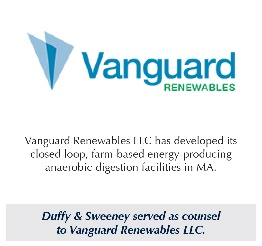 Vanguard
RENEWABLES
Vanguard Renewables LLC has developed its
closed loop, farm-based energy-producing
anaerobic digestion facilities in MA.
Duffy & Sweeney served as counsel
to Vanguard Renewables LLC.